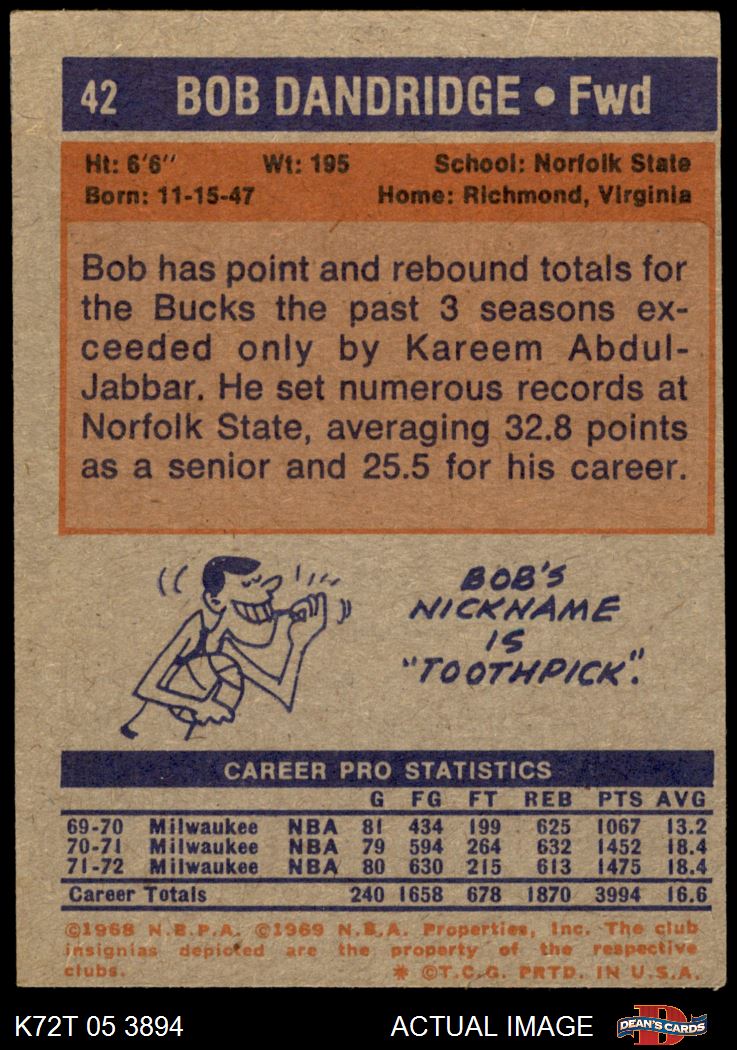 42 BOB DANDRIDGE • Fwd
Ht: 6'6" Wt: 195 School: Norfolk State
Born: 11-15-47 Home: Richmond, Virginia
Bob has point and rebound totals for
the Bucks the past 3 seasons ex-
ceeded only by Kareem Abdul-
Jabbar. He set numerous records at
Norfolk State, averaging 32.8 points
as a senior and 25.5 for his career.
BOB'S
NICKNAME
IS
"TOOTHPICK".
CAREER PRO STATISTICS
G FG FT REB PTS AVG
69-70 Milwaukee NBA 81 434 199 625 1067 13.2
70-71 Milwaukee NBA 79 594 264 632 1452 18.4
71-72 Milwaukee NBA 80 630 215 613 1475 18.4
Career Totals 240 1658 678 1870 3994 16.6
©1968 N.B.P.A. ©1969 N.B.A. Properties, Inc. The club
insignias depicted are the property of the respective
clubs. * ©T.C.G. PRTD. IN U.S.A.
K72T 05 3894 ACTUAL IMAGE DEAN'S CARDS